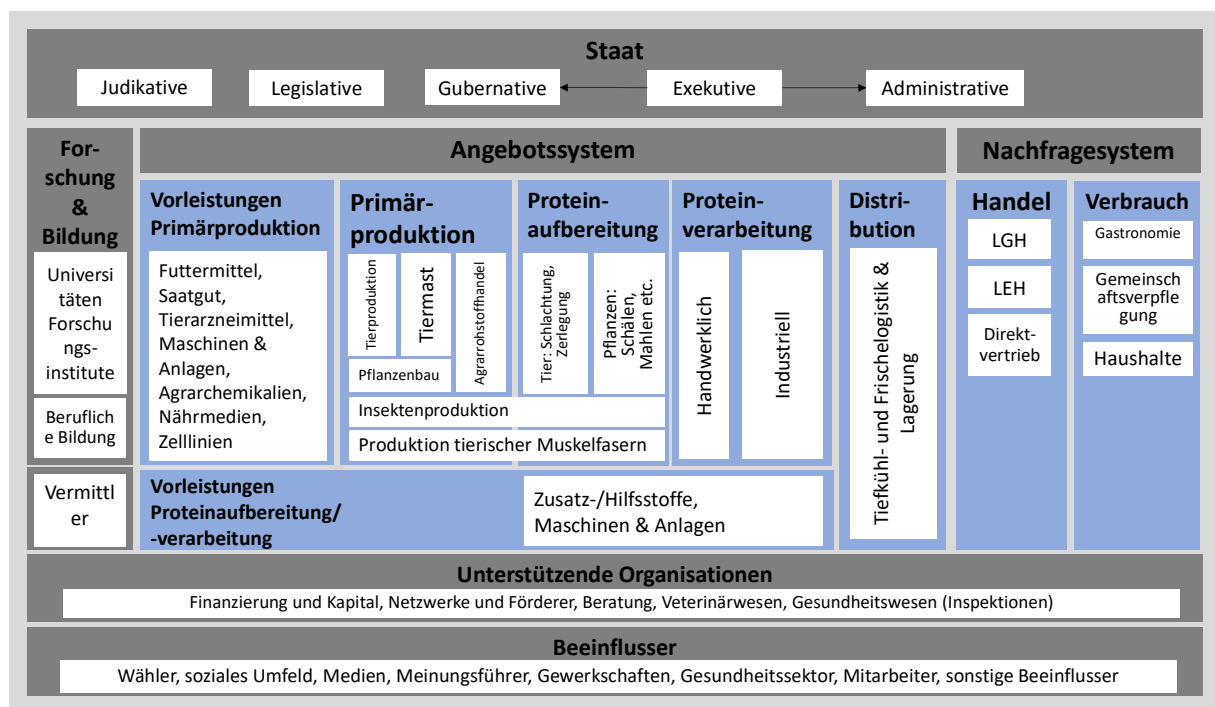 Staat
Judikative
Legislative
Gubernative
Exekutive
Administrative
For-
schung
&
Bildung
Universi
täten
Forschu
ngs-
institute
Beruflich
e Bildung
Vermittl
er
Angebotssystem
Vorleistungen
Primärproduktion
Futtermittel,
Saatgut,
Tierarzneimittel,
Maschinen &
Anlagen,
Agrarchemikalien,
Nährmedien,
Zelllinien
Primär-
produktion
Tierproduktion
Tiermast
Agrarrohstoffhandel
Pflanzenbau
Protein-
aufbereitung
Tier: Schlachtung,
Zerlegung
Pflanzen:
Schälen,
Mahlen etc.
Insektenproduktion
Produktion tierischer Muskelfasern
Protein-
verarbeitung
Handwerklich
Industriell
Vorleistungen
Proteinaufbereitung/
-verarbeitung
Zusatz-/Hilfsstoffe,
Maschinen & Anlagen
Distri-
bution
Tiefkühl- und Frischelogistik &
Lagerung
Nachfragesystem
Handel
LGH
LEH
Direkt-
vertrieb
Verbrauch
Gastronomie
Gemeinsch
aftsverpfle
gung
Haushalte
Unterstützende Organisationen
Finanzierung und Kapital, Netzwerke und Förderer, Beratung, Veterinärwesen, Gesundheitswesen (Inspektionen)
Beeinflusser
Wähler, soziales Umfeld, Medien, Meinungsführer, Gewerkschaften, Gesundheitssektor, Mitarbeiter, sonstige Beeinflusser